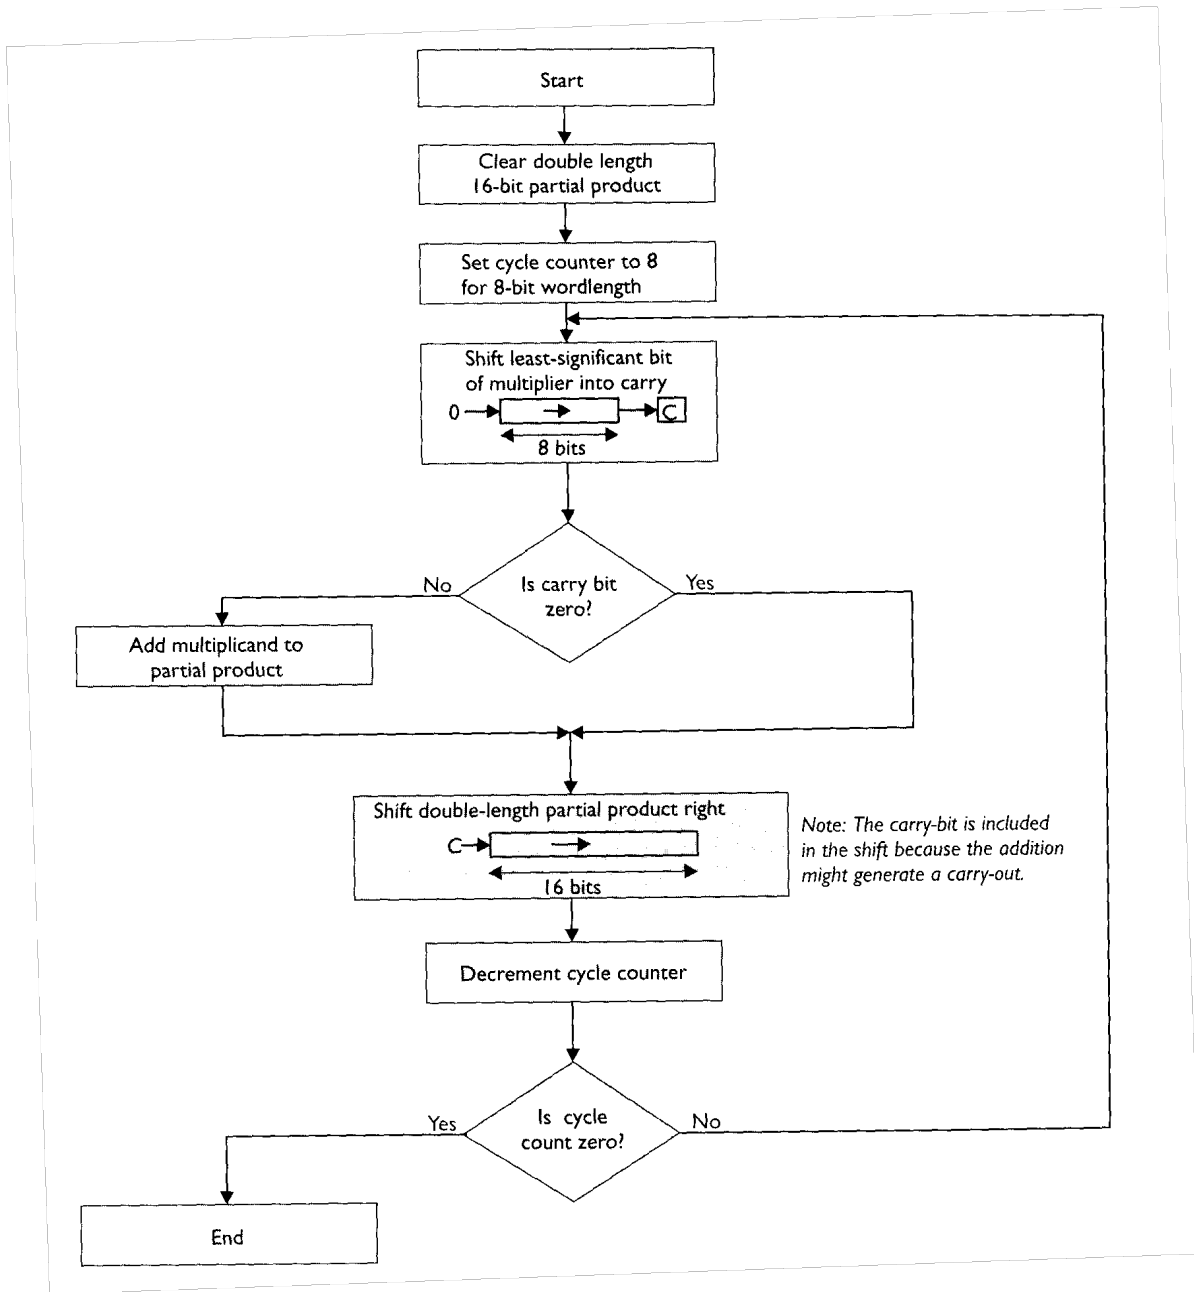 Start
Clear double length
16-bit partial product
Set cycle counter to 8
for 8-bit wordlength
Shift least-significant bit
of multiplier into carry
0 C
8 bits
No
Is carry bit
zero?
Yes
Add multiplicand to
partial product
Shift double-length partial product right
C
16 bits
Note: The carry-bit is included
in the shift because the addition
might generate a carry-out.
Decrement cycle counter
Yes
Is cycle
count zero?
No
End